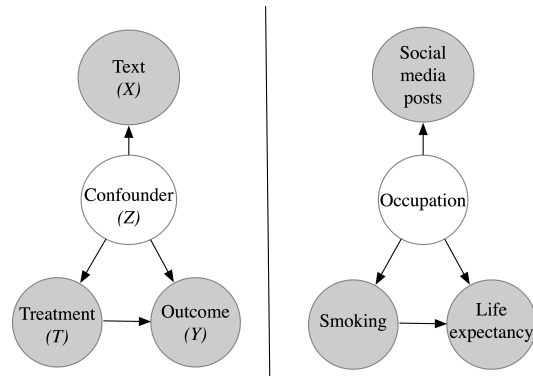 Text
(X)
Confounder
(Z)
Treatment
(T)
Outcome
(Y)
Social
media
posts
Occupation
Smoking
Life
expectancy